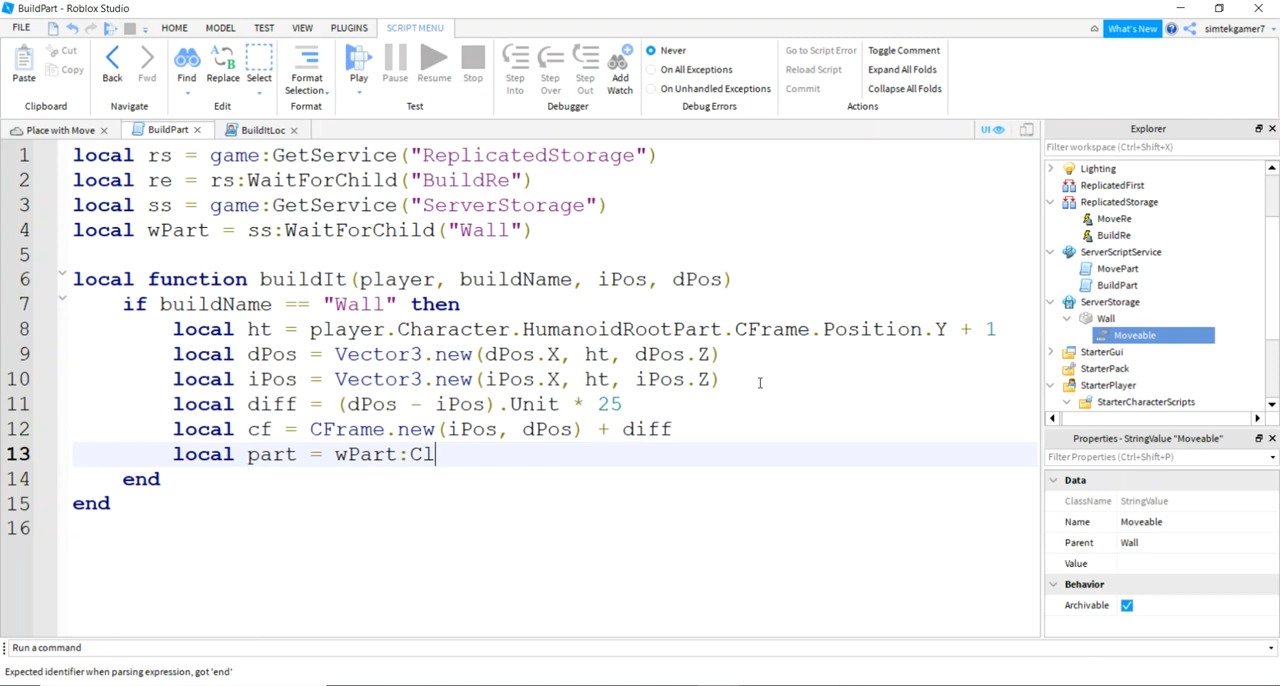 BuildPart - Roblox Studio
FILE HOME MODEL TEST VIEW PLUGINS SCRIPT MENU What's New simtekgamer7
Paste Cut Copy Back Fwd Find Replace Select Format Selection Play Pause Resume Stop Step Into Step Over Step Out Add Watch
Never Go to Script Error Toggle Comment
On All Exceptions Reload Script Expand All Folds
On Unhandled Exceptions Commit Collapse All Folds
Clipboard Navigate Edit Format Test Debugger Debug Errors Actions
Place with Move BuildPart BuildItLoc UI Explorer
Filter workspace (Ctrl+Shift+X)
1 local rs = game:GetService("ReplicatedStorage")
2 local re = rs:WaitForChild("BuildRe")
3 local ss = game:GetService("ServerStorage")
4 local wPart = ss:WaitForChild("Wall")
5
6 local function buildIt(player, buildName, iPos, dPos)
7 if buildName == "Wall" then
8 local ht = player.Character.HumanoidRootPart.CFrame.Position.Y + 1
9 local dPos = Vector3.new(dPos.X, ht, dPos.Z)
10 local iPos = Vector3.new(iPos.X, ht, iPos.Z)
11 local diff = (dPos - iPos).Unit * 25
12 local cf = CFrame.new(iPos, dPos) + diff
13 local part = wPart:Cl
14 end
15 end
16
Lighting
ReplicatedFirst
ReplicatedStorage
MoveRe
BuildRe
ServerScriptService
MovePart
BuildPart
ServerStorage
Wall
Moveable
StarterGui
StarterPack
StarterPlayer
StarterCharacterScripts
Properties - StringValue "Moveable"
Filter Properties (Ctrl+Shift+P)
Data
ClassName StringValue
Name Moveable
Parent Wall
Value
Behavior
Archivable
Run a command
Expected identifier when parsing expression, got 'end'